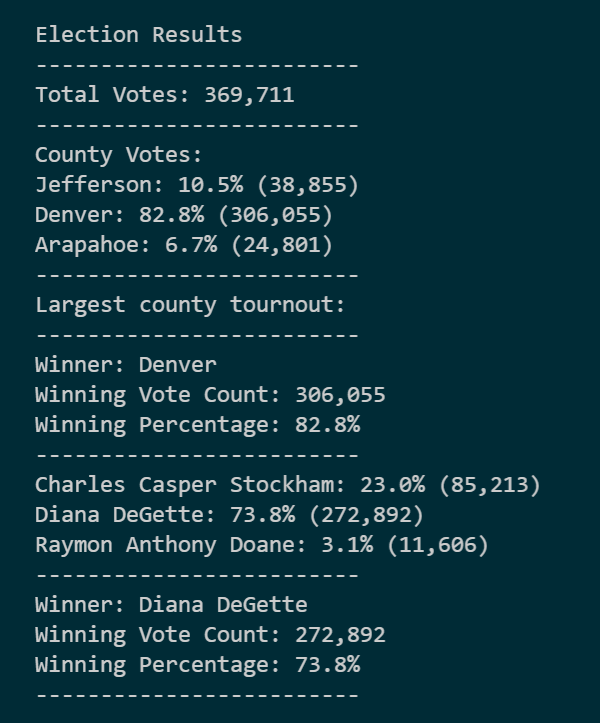 Election Results
-------------------------
Total Votes: 369,711
-------------------------
County Votes:
Jefferson: 10.5% (38,855)
Denver: 82.8% (306,055)
Arapahoe: 6.7% (24,801)
-------------------------
Largest county tournout:
-------------------------
Winner: Denver
Winning Vote Count: 306,055
Winning Percentage: 82.8%
-------------------------
Charles Casper Stockham: 23.0% (85,213)
Diana DeGette: 73.8% (272,892)
Raymon Anthony Doane: 3.1% (11,606)
-------------------------
Winner: Diana DeGette
Winning Vote Count: 272,892
Winning Percentage: 73.8%
-------------------------